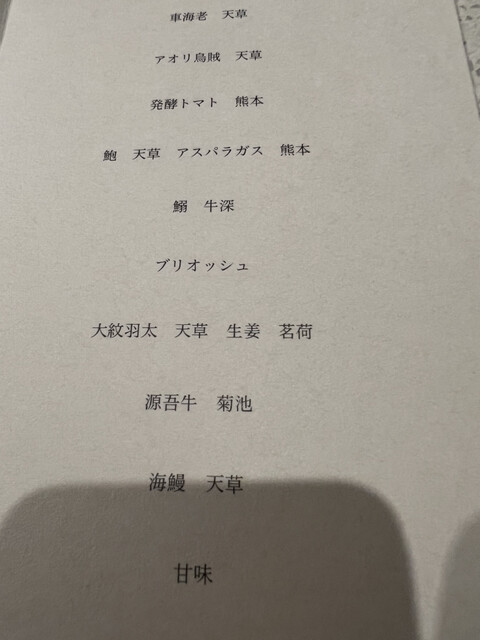 車海老　天草
アオリ烏賊　天草
発酵トマト　熊本
鮑　天草　アスパラガス　熊本
鰯　牛深
ブリオッシュ
大紋羽太　天草　生姜　茗荷
源吾牛　菊池
海鰻　天草
甘味